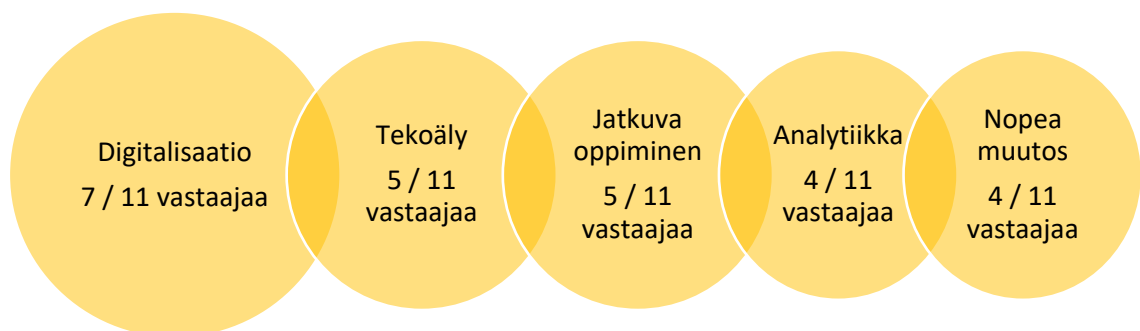 Digitalisaatio
7 / 11 vastaajaa
Tekoäly
5 / 11
vastaajaa
Jatkuva
oppiminen
5 / 11
vastaajaa
Analytiikka
4 / 11
vastaajaa
Nopea
muutos
4 / 11
vastaajaa